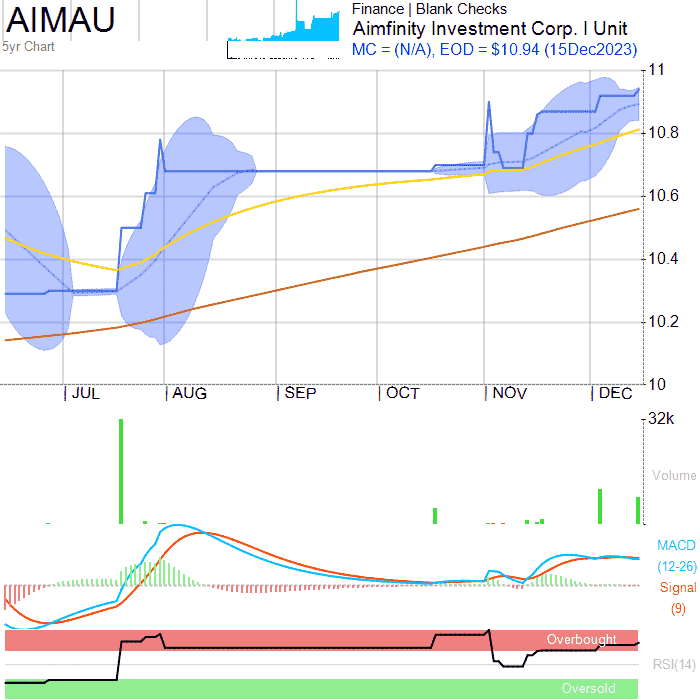 AIMAU
5yr Chart
Finance | Blank Checks
Aimfinity Investment Corp. I Unit
MC = (N/A), EOD = $10.94 (15Dec2023)
11
10.8
10.6
10.4
10.2
10
JUL AUG SEP OCT NOV DEC
32k
Volume
MACD
(12-26)
Signal
(9)
Overbought
RSI(14)
Oversold